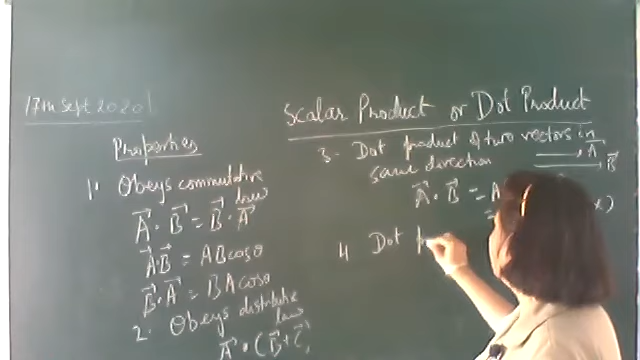 17th Sept 2020
Scalar Product or Dot Product
Properties
1. Obeys commutative
law
A⃗ · B⃗ = B⃗ · A⃗
A⃗·B⃗ = AB cosθ
B⃗ · A⃗ = BA cosθ
2. Obeys distributive
law
A⃗ · (B⃗ + C⃗
3. Dot product of two vectors in
same direction
A⃗
B⃗
A⃗ · B⃗ = A
x)
4 Dot p